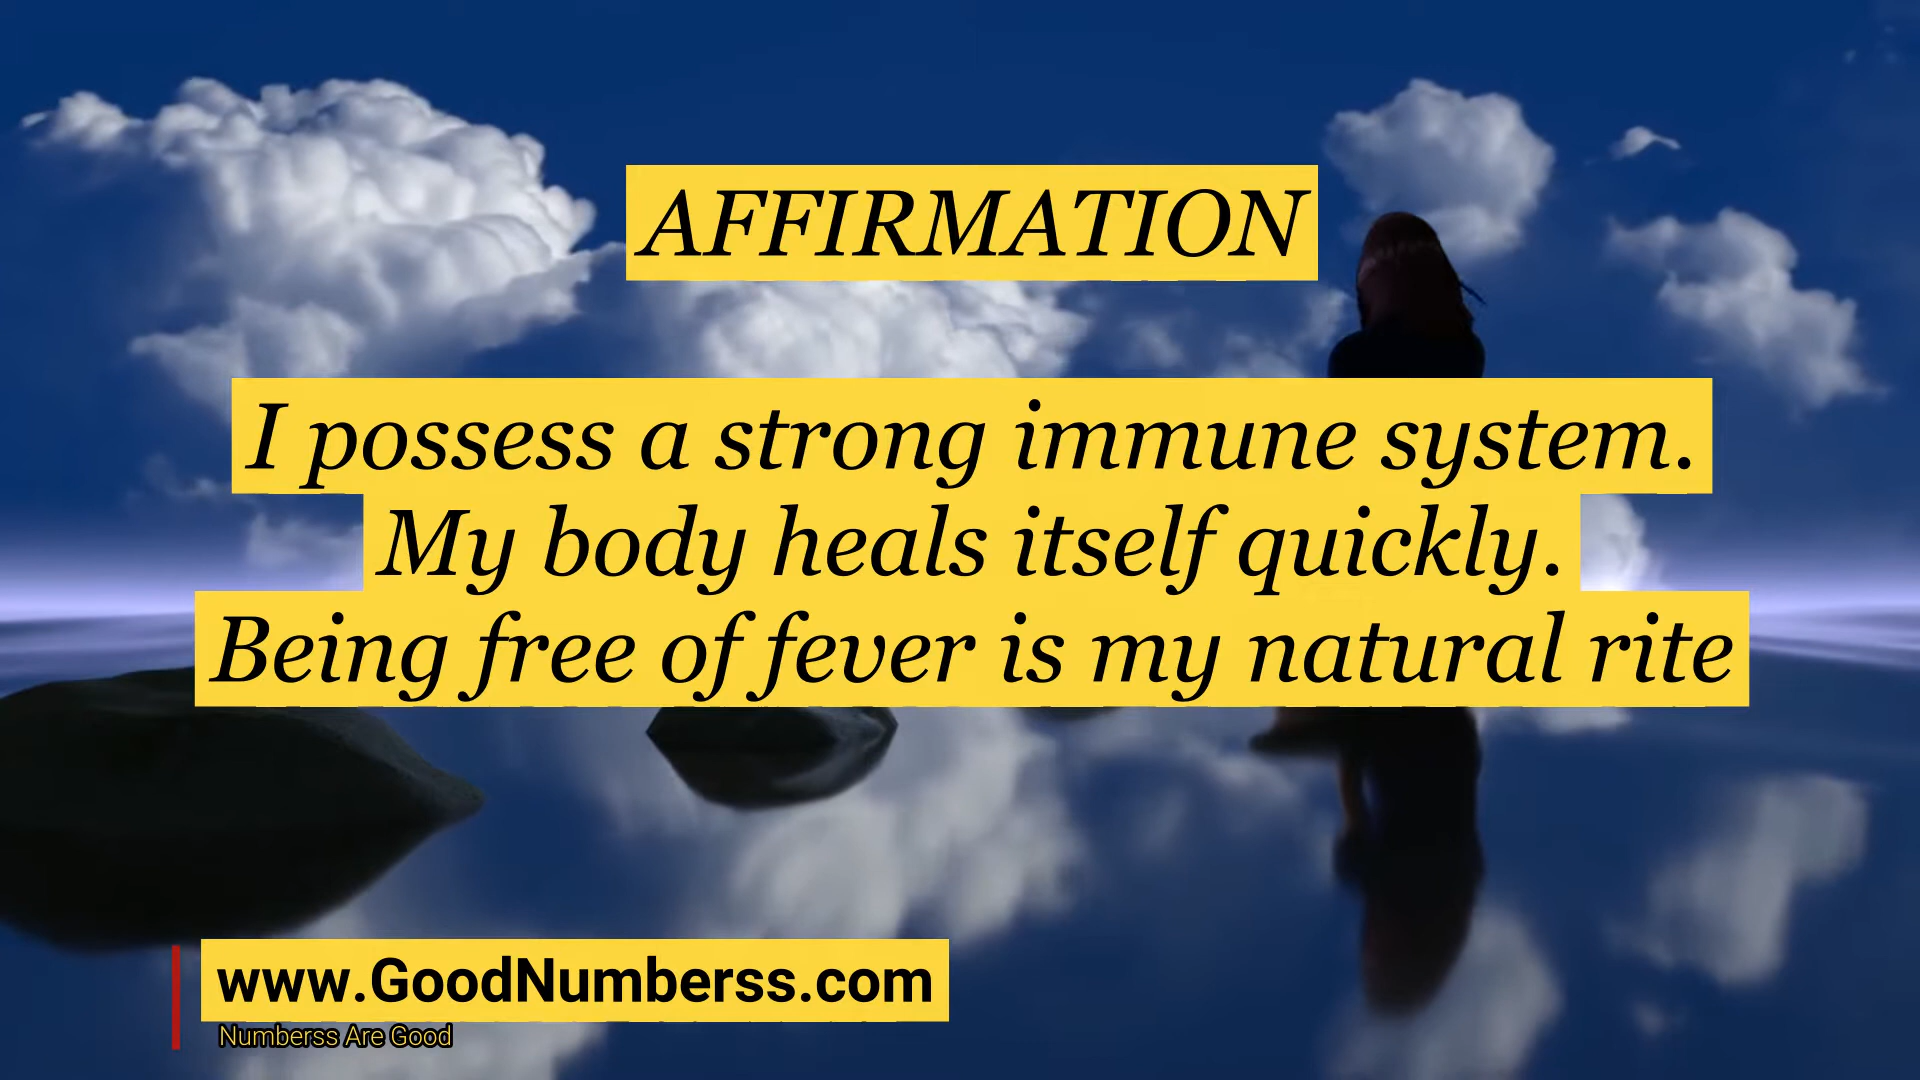 AFFIRMATION
I possess a strong immune system.
My body heals itself quickly.
Being free of fever is my natural rite
www.GoodNumberss.com
Numberss Are Good